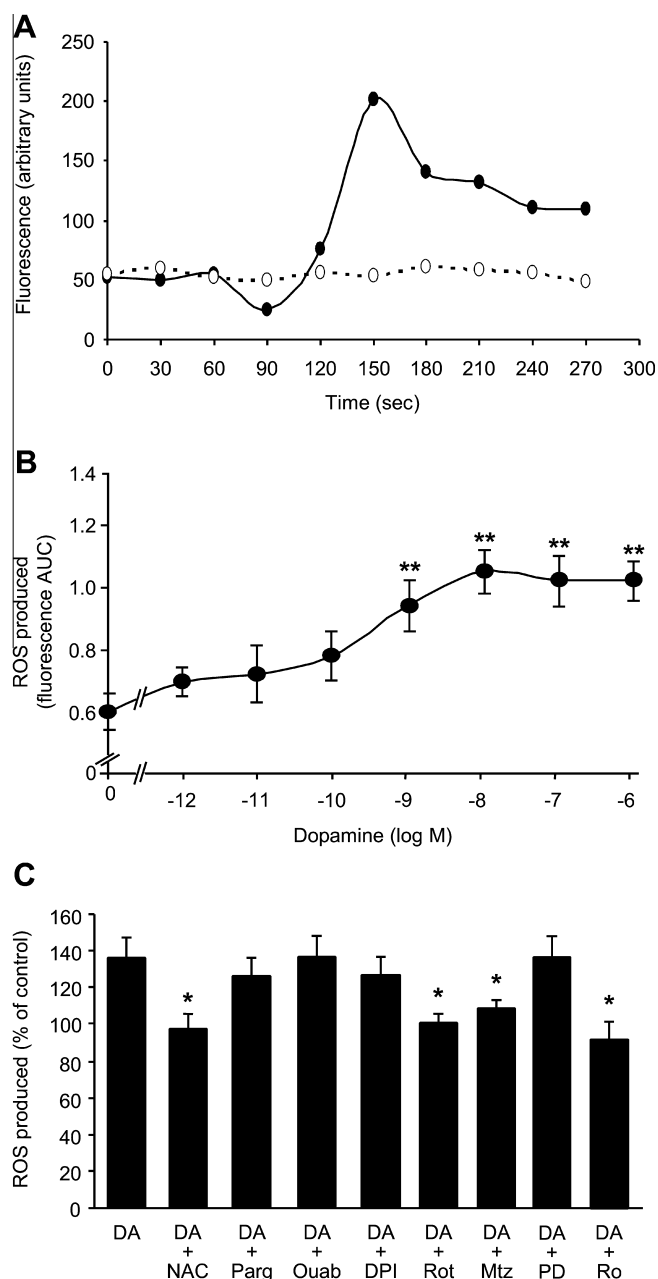 A
Fluorescence (arbitrary units)
250
200
150
100
50
0
0 30 60 90 120 150 180 210 240 270 300
Time (sec)
B
ROS produced
(fluorescence AUC)
1.4
1.2
1.0
0.8
0.6
0
** ** ** **
0 -12 -11 -10 -9 -8 -7 -6
Dopamine (log M)
C
ROS produced (% of control)
160
140
120
100
80
60
40
20
0
* * * *
DA DA DA DA DA DA DA DA DA
+ + + + + + + +
NAC Parg Ouab DPI Rot Mtz PD Ro